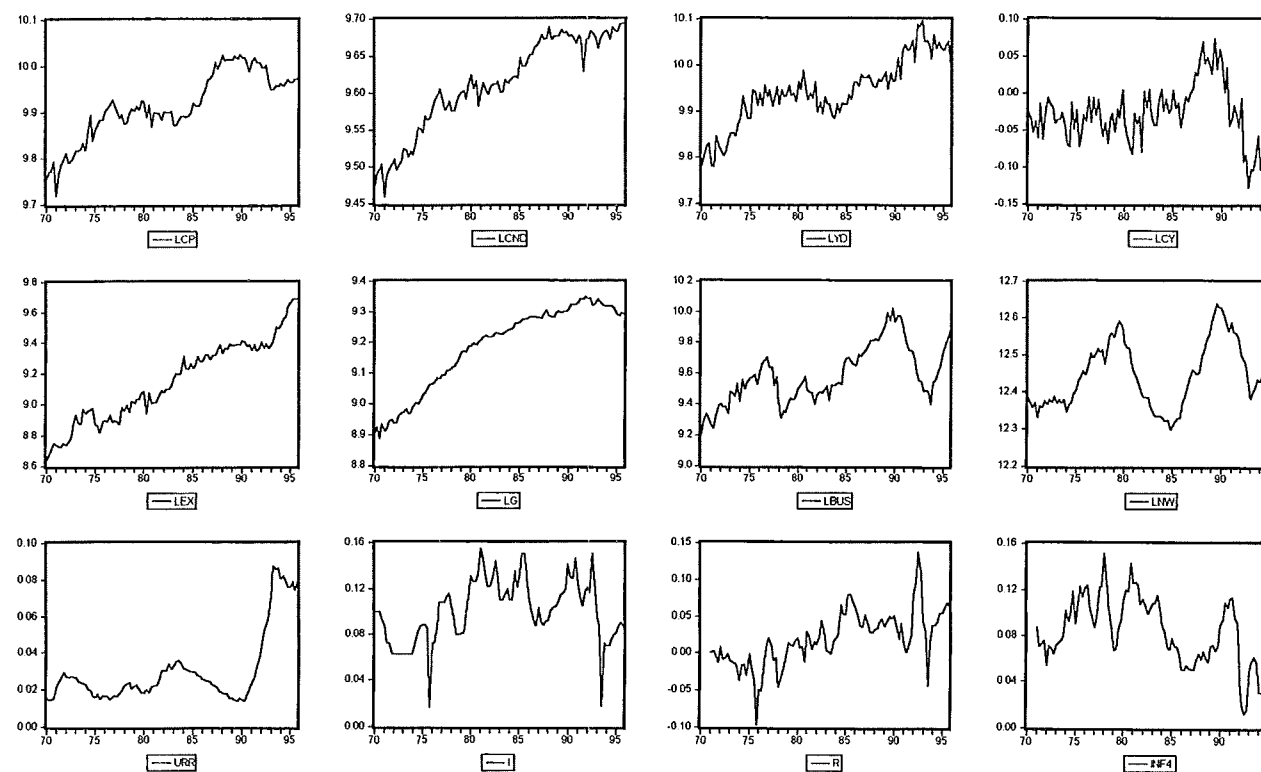 10.1
10.0
9.9
9.8
9.7
70 75 80 85 90 95
LCP
9.70
9.65
9.60
9.55
9.50
9.45
70 75 80 85 90 95
LCND
10.1
10.0
9.9
9.8
9.7
70 75 80 85 90 95
LYD
0.10
0.05
0.00
-0.05
-0.10
-0.15
70 75 80 85 90
LCY
9.8
9.6
9.4
9.2
9.0
8.8
8.6
70 75 80 85 90 95
LEX
9.4
9.3
9.2
9.1
9.0
8.9
8.8
70 75 80 85 90 95
LG
10.2
10.0
9.8
9.6
9.4
9.2
9.0
70 75 80 85 90 95
LBUS
12.7
12.6
12.5
12.4
12.3
12.2
70 75 80 85 90
LNW
0.10
0.08
0.06
0.04
0.02
0.00
70 75 80 85 90 95
URR
0.16
0.12
0.08
0.04
0.00
70 75 80 85 90 95
I
0.15
0.10
0.05
0.00
-0.05
-0.10
70 75 80 85 90 95
R
0.16
0.12
0.08
0.04
0.00
70 75 80 85 90
INF4